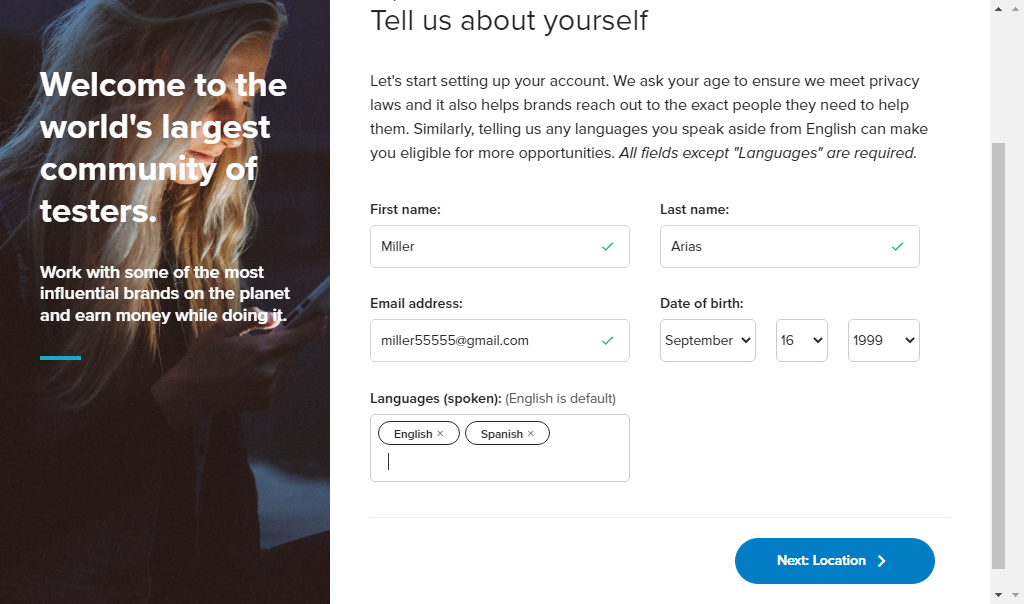 Welcome to the
world's largest
community of
testers.
Work with some of the most
influential brands on the planet
and earn money while doing it.
Tell us about yourself
Let's start setting up your account. We ask your age to ensure we meet privacy
laws and it also helps brands reach out to the exact people they need to help
them. Similarly, telling us any languages you speak aside from English can make
you eligible for more opportunities. All fields except "Languages" are required.
First name: Last name:
Miller Arias
Email address: Date of birth:
miller55555@gmail.com September 16 1999
Languages (spoken): (English is default)
English × Spanish ×
Next: Location